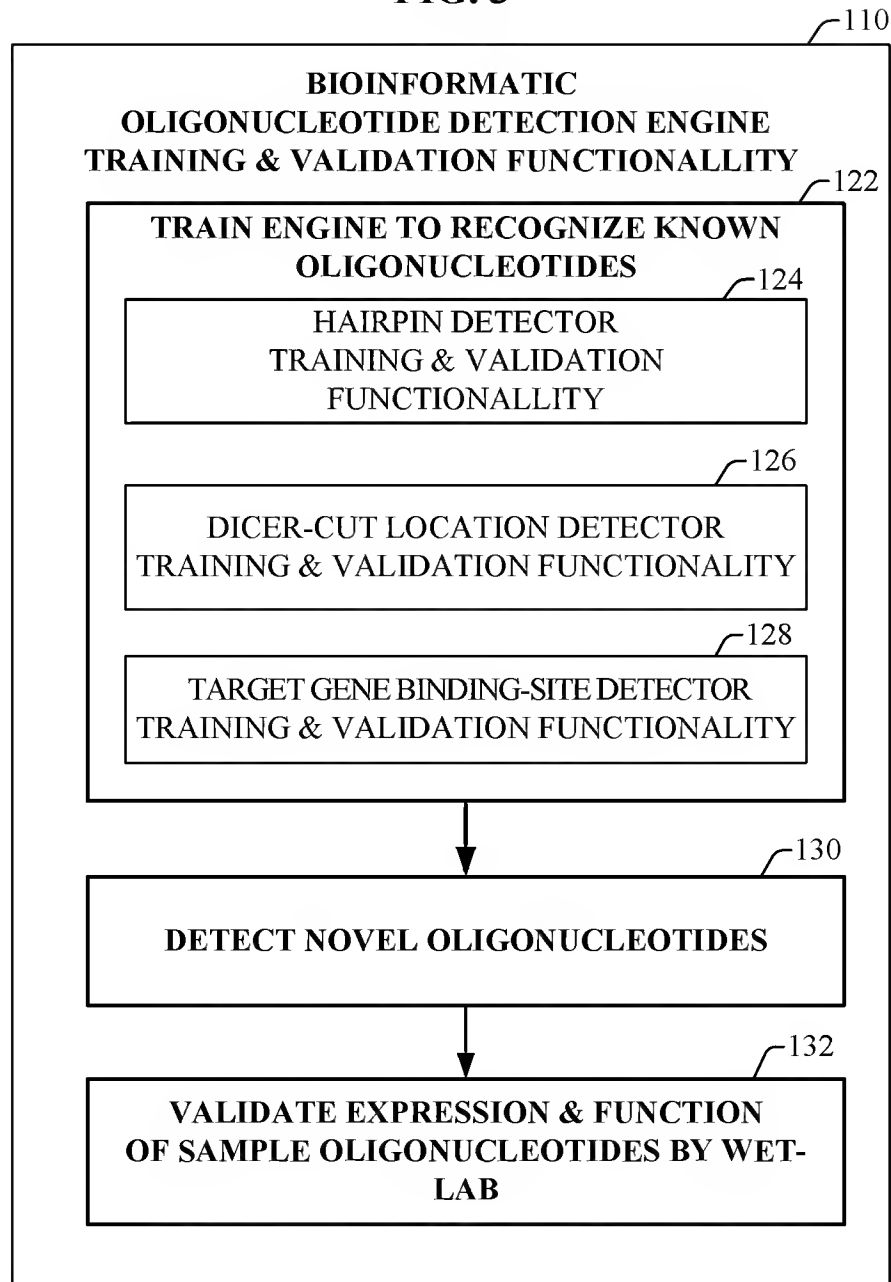 110
BIOINFORMATIC
OLIGONUCLEOTIDE DETECTION ENGINE
TRAINING & VALIDATION FUNCTIONALLITY
122
TRAIN ENGINE TO RECOGNIZE KNOWN
OLIGONUCLEOTIDES
124
HAIRPIN DETECTOR
TRAINING & VALIDATION
FUNCTIONALLITY
126
DICER-CUT LOCATION DETECTOR
TRAINING & VALIDATION FUNCTIONALITY
128
TARGET GENE BINDING-SITE DETECTOR
TRAINING & VALIDATION FUNCTIONALITY
130
DETECT NOVEL OLIGONUCLEOTIDES
132
VALIDATE EXPRESSION & FUNCTION
OF SAMPLE OLIGONUCLEOTIDES BY WET-
LAB